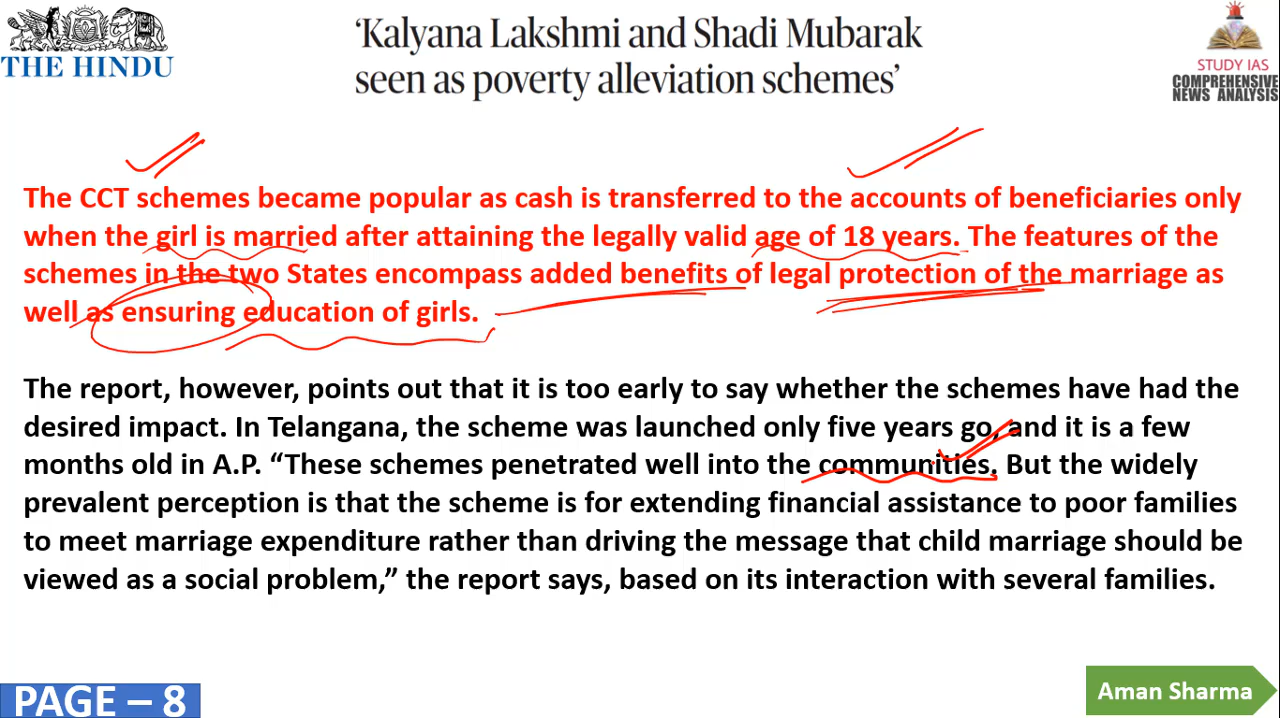 THE HINDU
‘Kalyana Lakshmi and Shadi Mubarak
seen as poverty alleviation schemes’
STUDY IAS
COMPREHENSIVE
NEWS ANALYSIS
The CCT schemes became popular as cash is transferred to the accounts of beneficiaries only
when the girl is married after attaining the legally valid age of 18 years. The features of the
schemes in the two States encompass added benefits of legal protection of the marriage as
well as ensuring education of girls.
The report, however, points out that it is too early to say whether the schemes have had the
desired impact. In Telangana, the scheme was launched only five years go, and it is a few
months old in A.P. “These schemes penetrated well into the communities. But the widely
prevalent perception is that the scheme is for extending financial assistance to poor families
to meet marriage expenditure rather than driving the message that child marriage should be
viewed as a social problem,” the report says, based on its interaction with several families.
PAGE – 8
Aman Sharma